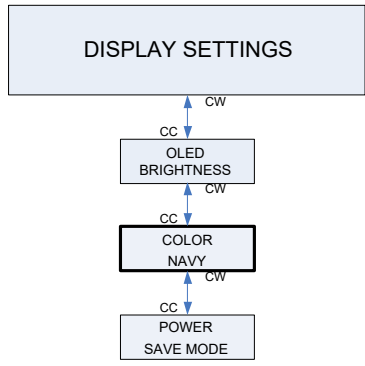 DISPLAY SETTINGS
CW
CC
OLED
BRIGHTNESS
CW
CC
COLOR
NAVY
CW
CC
POWER
SAVE MODE